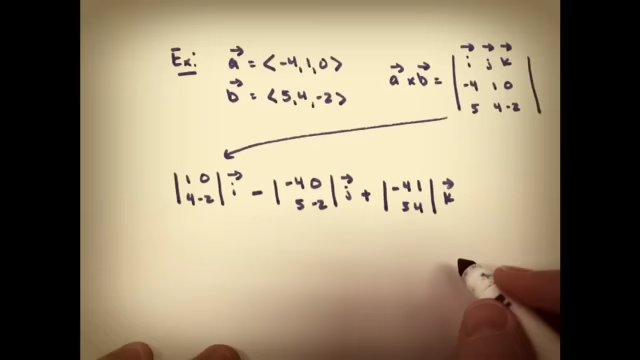 Ex: a⃗ = <-4,1,0>
b⃗ = <5,4,-2>
a⃗ x b⃗ = | i⃗ j⃗ k⃗ |
| -4 1 0 |
| 5 4 -2 |
| 1 0 | i⃗ - | -4 0 | j⃗ + | -4 1 | k⃗
| 4 -2 | | 5 -2 | | 5 4 |